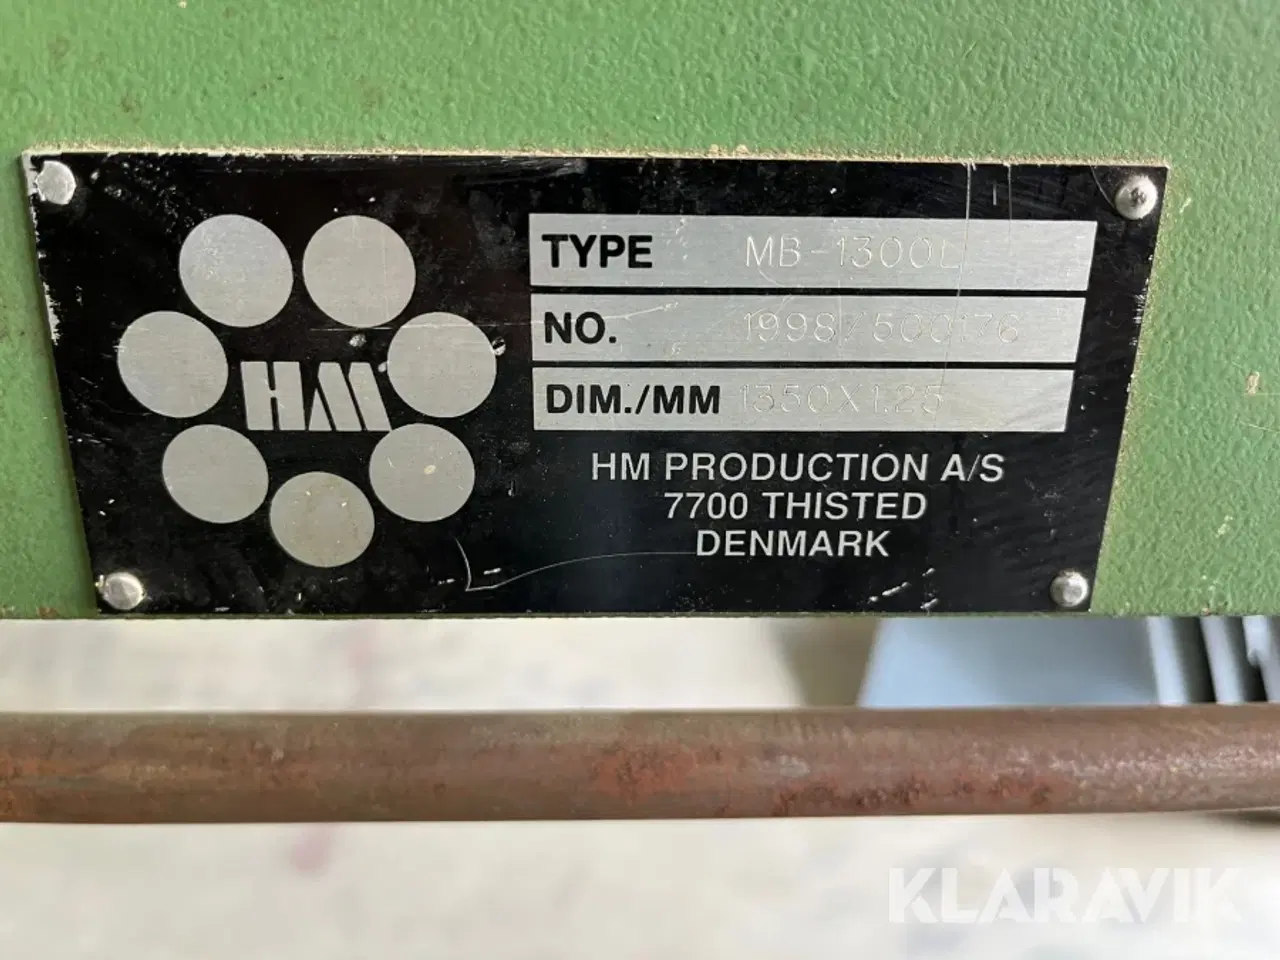 HM
TYPE MB-1300L
NO. 1998/500176
DIM./MM 1350X1.25
HM PRODUCTION A/S
7700 THISTED
DENMARK
KLARAVIK